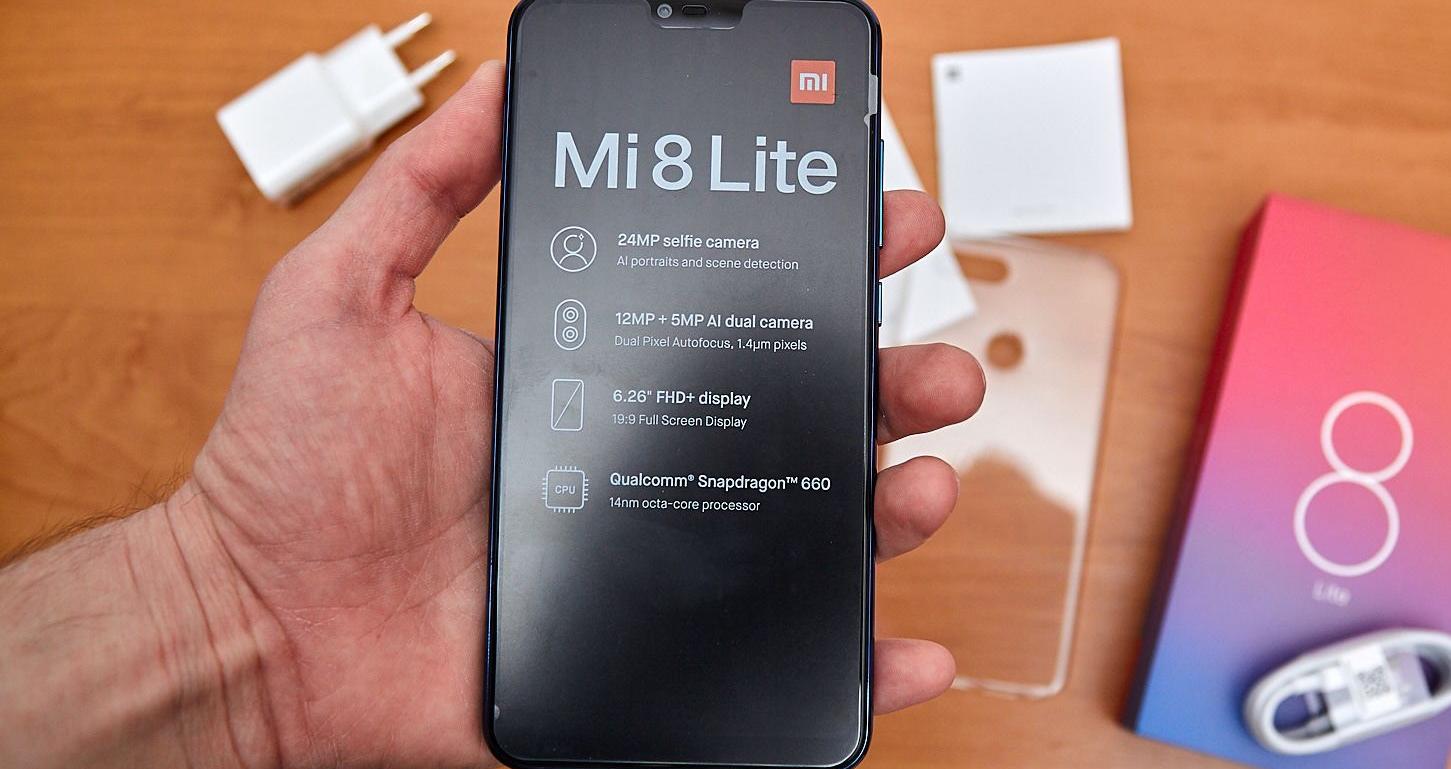 mi
Mi 8 Lite
24MP selfie camera
AI portraits and scene detection
12MP + 5MP AI dual camera
Dual Pixel Autofocus, 1.4µm pixels
6.26" FHD+ display
19:9 Full Screen Display
CPU
Qualcomm® Snapdragon™ 660
14nm octa-core processor
8
Lite